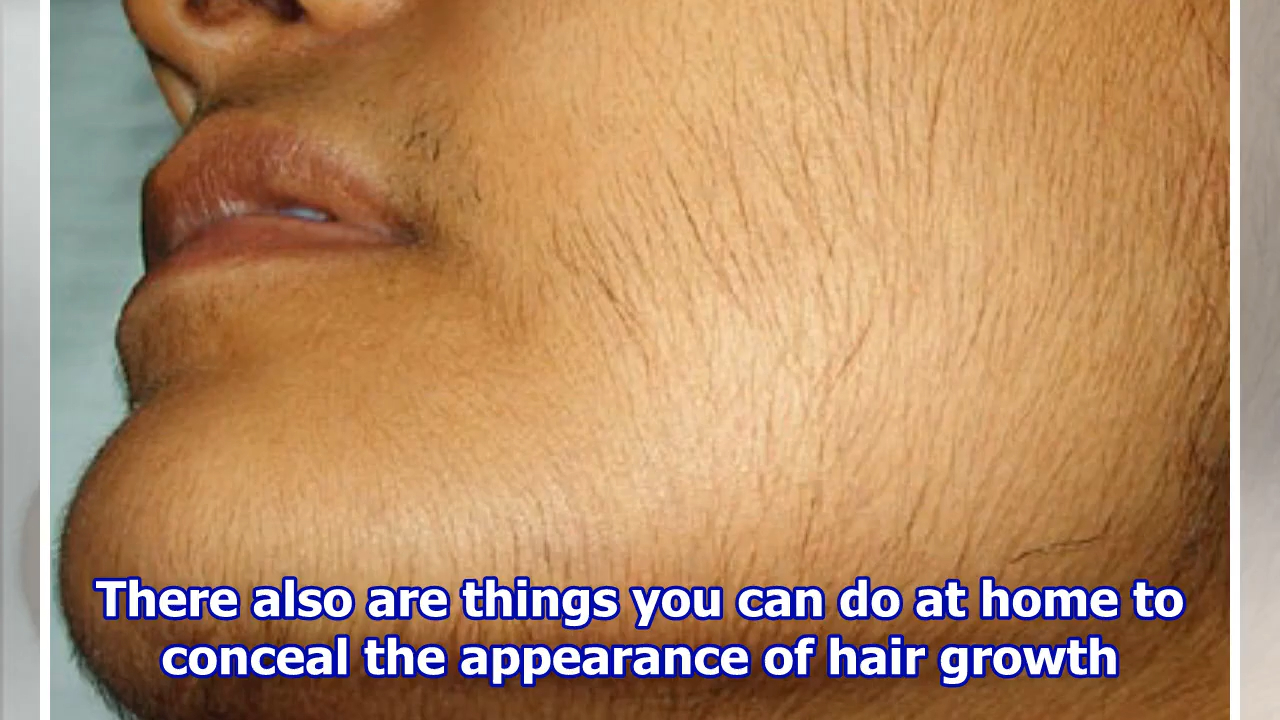 There also are things you can do at home to
conceal the appearance of hair growth